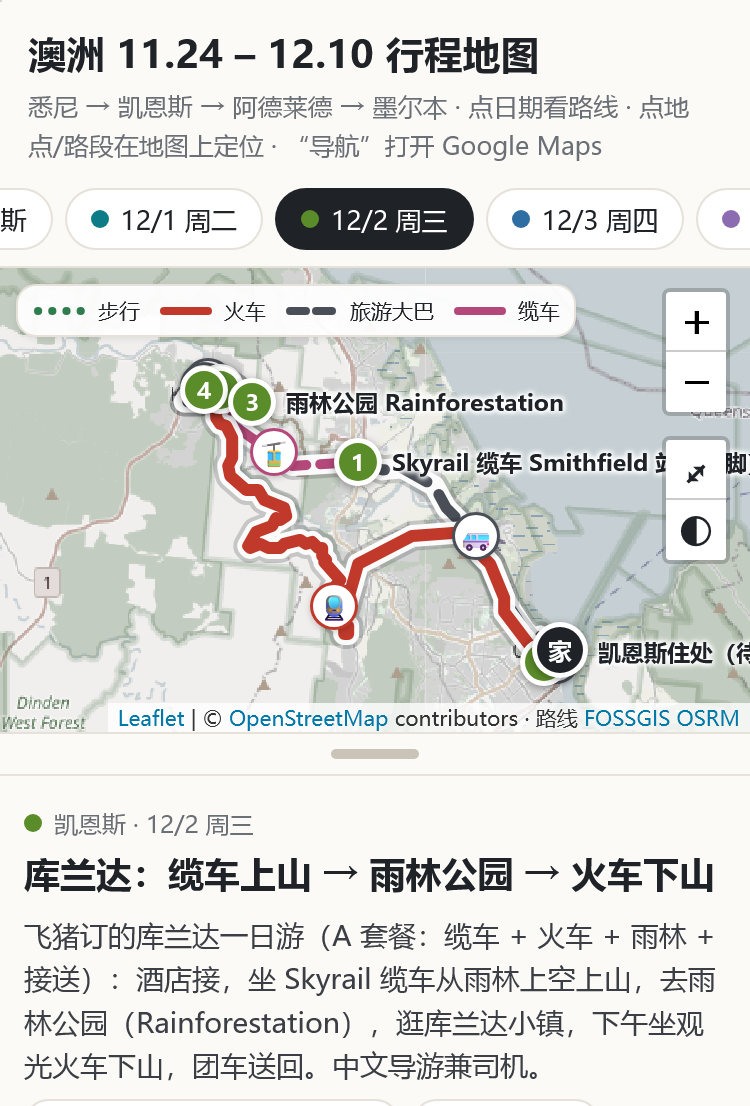 澳洲 11.24 – 12.10 行程地图
悉尼 → 凯恩斯 → 阿德莱德 → 墨尔本 · 点日期看路线 · 点地
点/路段在地图上定位 · “导航”打开 Google Maps
斯
12/1 周二
12/2 周三
12/3 周四
步行
火车
旅游大巴
缆车
+
−
4
3
雨林公园 Rainforestation
1
Skyrail 缆车 Smithfield 站
脚）
1
家
凯恩斯住处（待
Dinden
West Forest
Leaflet | © OpenStreetMap contributors · 路线 FOSSGIS OSRM
凯恩斯 · 12/2 周三
库兰达：缆车上山 → 雨林公园 → 火车下山
飞猪订的库兰达一日游（A 套餐：缆车 + 火车 + 雨林 +
接送）：酒店接，坐 Skyrail 缆车从雨林上空上山，去雨
林公园（Rainforestation），逛库兰达小镇，下午坐观
光火车下山，团车送回。中文导游兼司机。